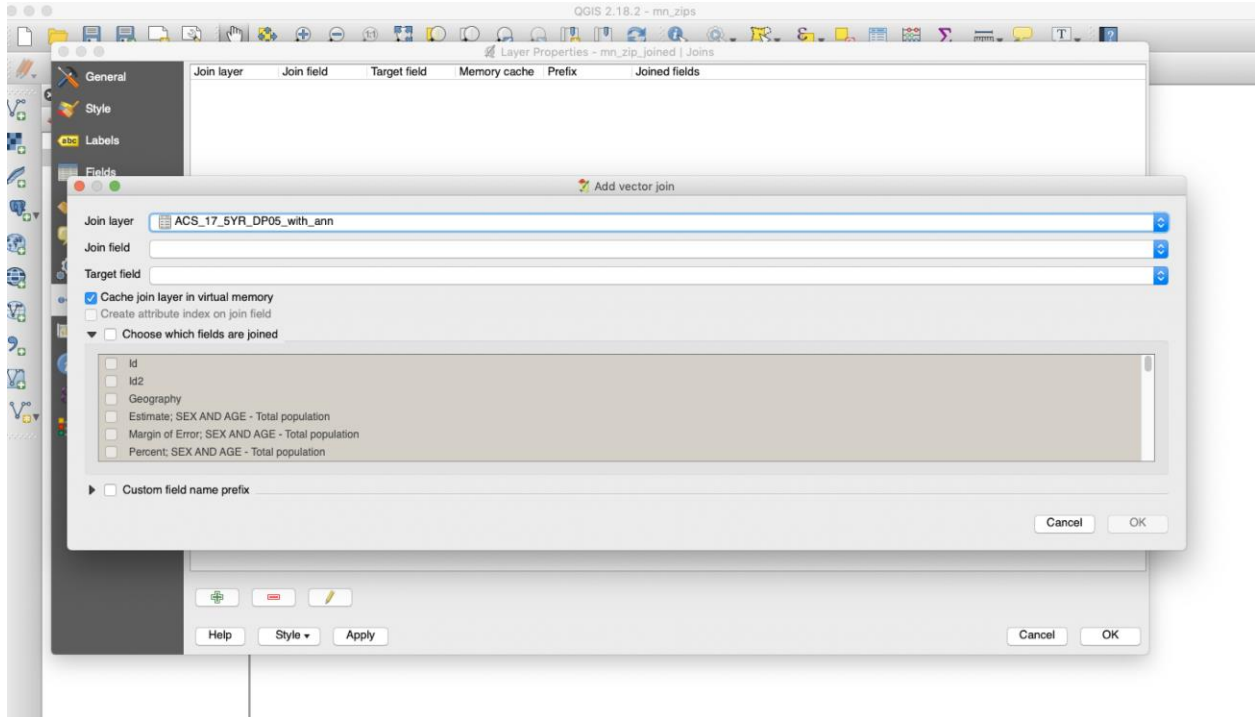 QGIS 2.18.2 - mn_zips
Layer Properties - mn_zip_joined | Joins
General
Style
abc Labels
Fields
Join layer Join field Target field Memory cache Prefix Joined fields
Add vector join
Join layer ACS_17_5YR_DP05_with_ann
Join field
Target field
Cache join layer in virtual memory
Create attribute index on join field
Choose which fields are joined
Id
Id2
Geography
Estimate; SEX AND AGE - Total population
Margin of Error; SEX AND AGE - Total population
Percent; SEX AND AGE - Total population
Custom field name prefix
Cancel OK
Help Style Apply Cancel OK